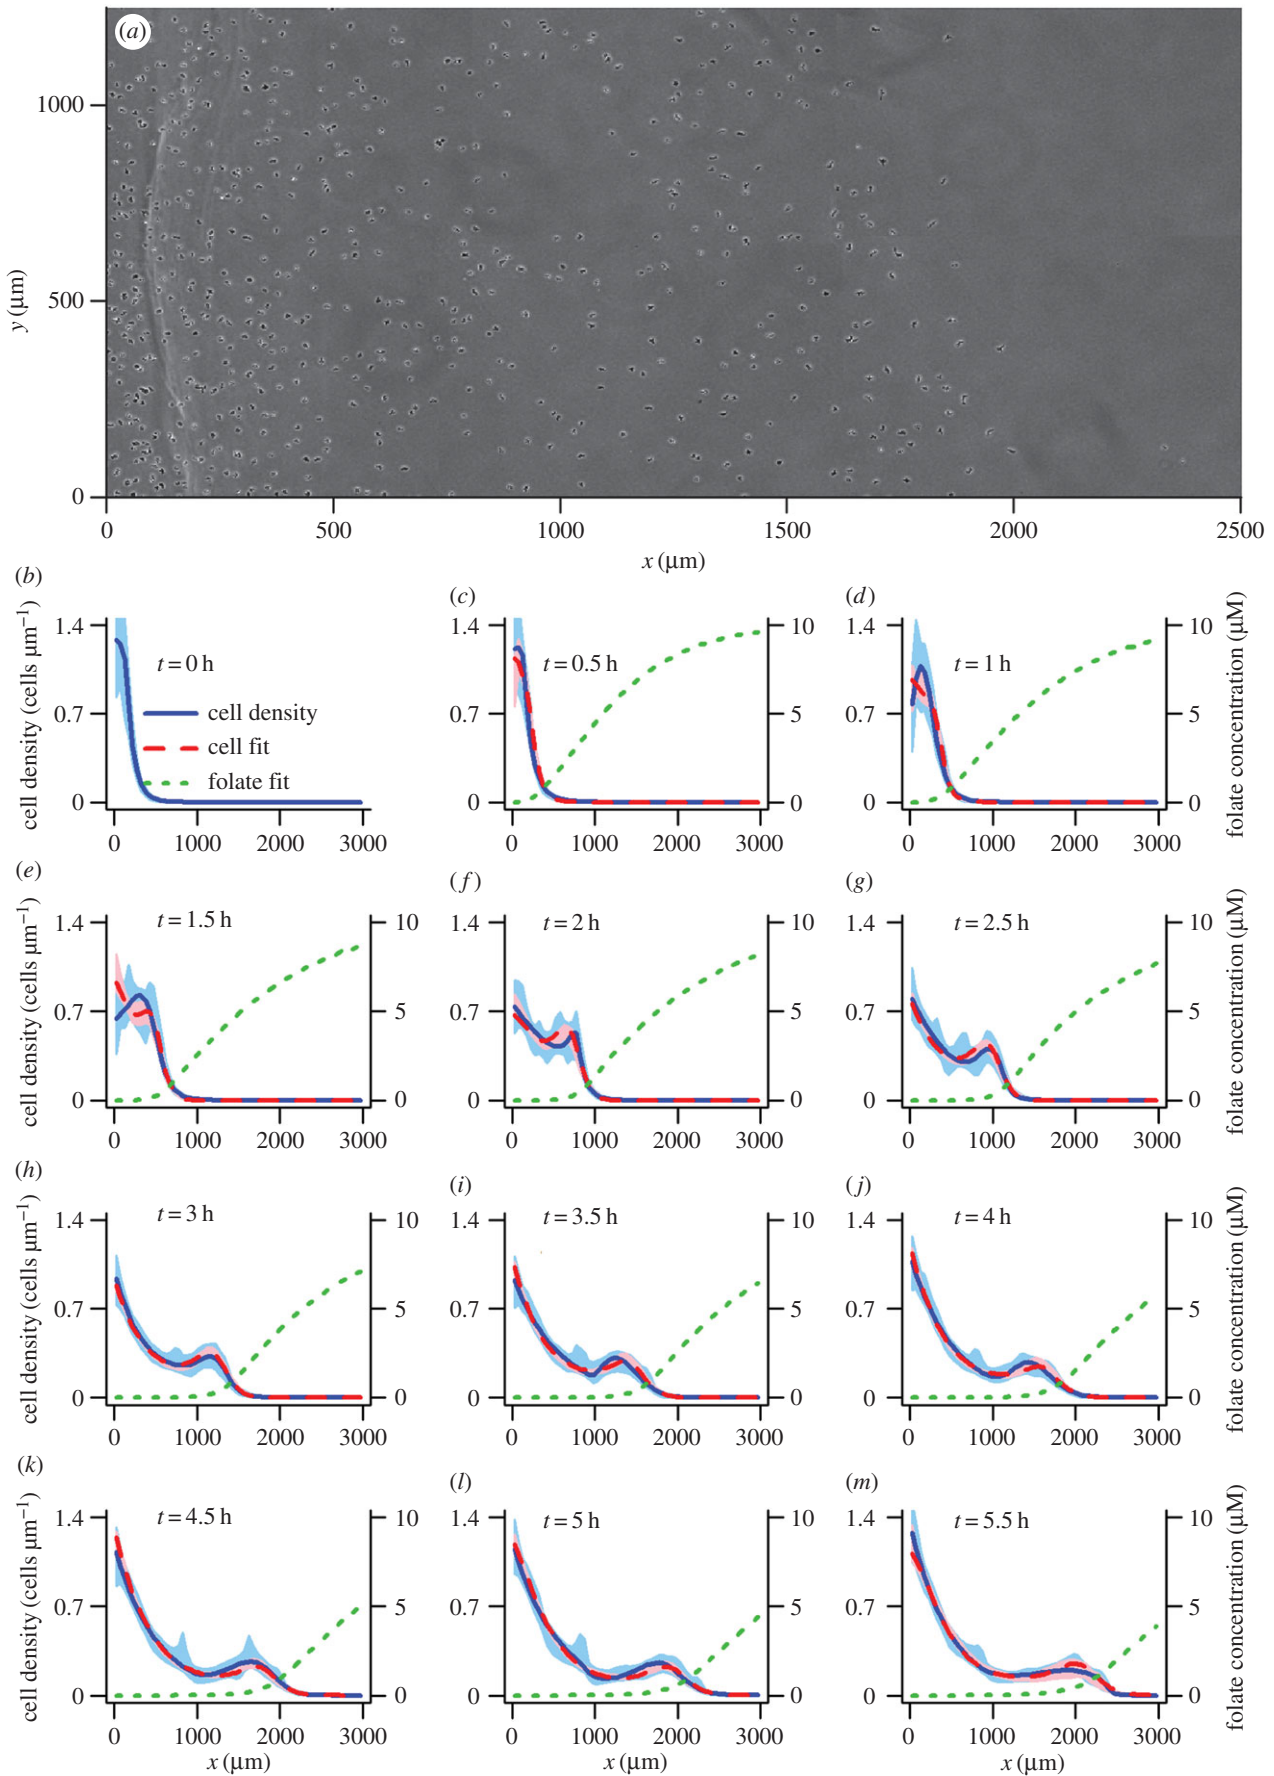 (a)
1000
500
0
y (μm)
0 500 1000 1500 2000 2500
x (μm)
(b)
cell density (cells μm−1)
1.4
0.7
0
t = 0 h
cell density
cell fit
folate fit
0 1000 2000 3000
(c)
1.4
0.7
0
t = 0.5 h
10
5
0
0 1000 2000 3000
(d)
1.4
0.7
0
t = 1 h
10
5
0
folate concentration (μM)
0 1000 2000 3000
(e)
cell density (cells μm−1)
1.4
0.7
0
t = 1.5 h
10
5
0
0 1000 2000 3000
(f)
1.4
0.7
0
t = 2 h
10
5
0
0 1000 2000 3000
(g)
1.4
0.7
0
t = 2.5 h
10
5
0
folate concentration (μM)
0 1000 2000 3000
(h)
cell density (cells μm−1)
1.4
0.7
0
t = 3 h
10
5
0
0 1000 2000 3000
(i)
1.4
0.7
0
t = 3.5 h
10
5
0
0 1000 2000 3000
(j)
1.4
0.7
0
t = 4 h
10
5
0
folate concentration (μM)
0 1000 2000 3000
(k)
cell density (cells μm−1)
1.4
0.7
0
t = 4.5 h
10
5
0
0 1000 2000 3000
x (μm)
(l)
1.4
0.7
0
t = 5 h
10
5
0
0 1000 2000 3000
x (μm)
(m)
1.4
0.7
0
t = 5.5 h
10
5
0
folate concentration (μM)
0 1000 2000 3000
x (μm)